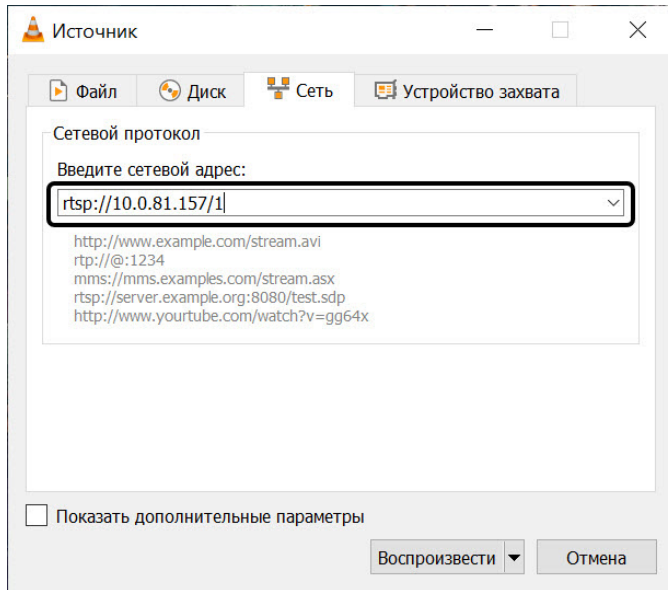 Источник
Файл Диск Сеть Устройство захвата
Сетевой протокол
Введите сетевой адрес:
rtsp://10.0.81.157/1
http://www.example.com/stream.avi
rtp://@:1234
mms://mms.examples.com/stream.asx
rtsp://server.example.org:8080/test.sdp
http://www.yourtube.com/watch?v=gg64x
Показать дополнительные параметры
Воспроизвести Отмена